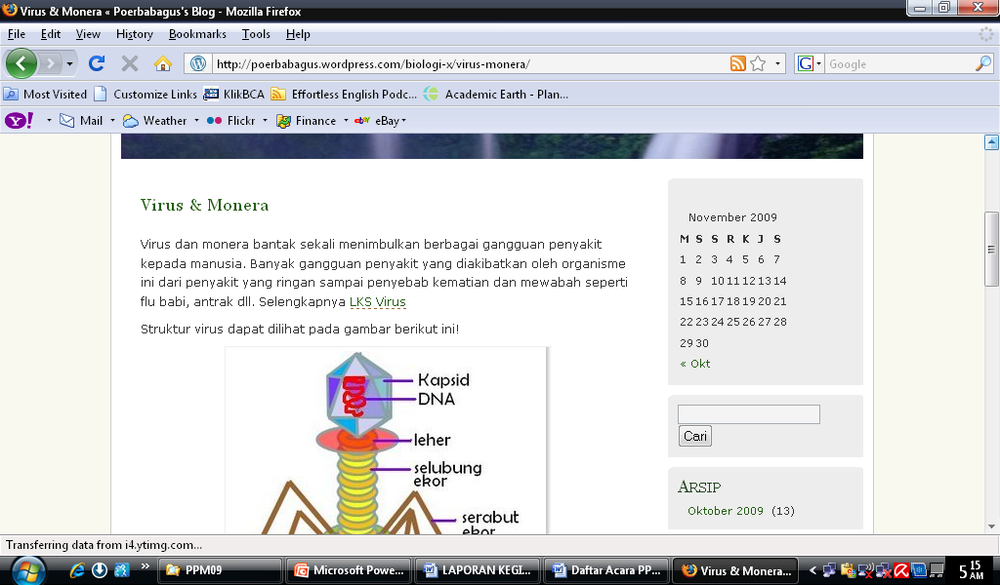 Virus & Monera « Poerbabagus's Blog - Mozilla Firefox
File Edit View History Bookmarks Tools Help
http://poerbabagus.wordpress.com/biologi-x/virus-monera/
G Google
Most Visited Customize Links KlikBCA Effortless English Podc... Academic Earth - Plan...
Y! Mail Weather Flickr Finance eBay
Virus & Monera
Virus dan monera bantak sekali menimbulkan berbagai gangguan penyakit
kepada manusia. Banyak gangguan penyakit yang diakibatkan oleh organisme
ini dari penyakit yang ringan sampai penyebab kematian dan mewabah seperti
flu babi, antrak dll. Selengkapnya LKS Virus
Struktur virus dapat dilihat pada gambar berikut ini!
Kapsid
DNA
leher
selubung
ekor
serabut
ekor
November 2009
M S S R K J S
1 2 3 4 5 6 7
8 9 10 11 12 13 14
15 16 17 18 19 20 21
22 23 24 25 26 27 28
29 30
« Okt
Cari
Arsip
Oktober 2009 (13)
Transferring data from i4.ytimg.com...
PPM09 Microsoft Powe... LAPORAN KEGI... Daftar Acara PP... Virus & Monera... 5 15 AM